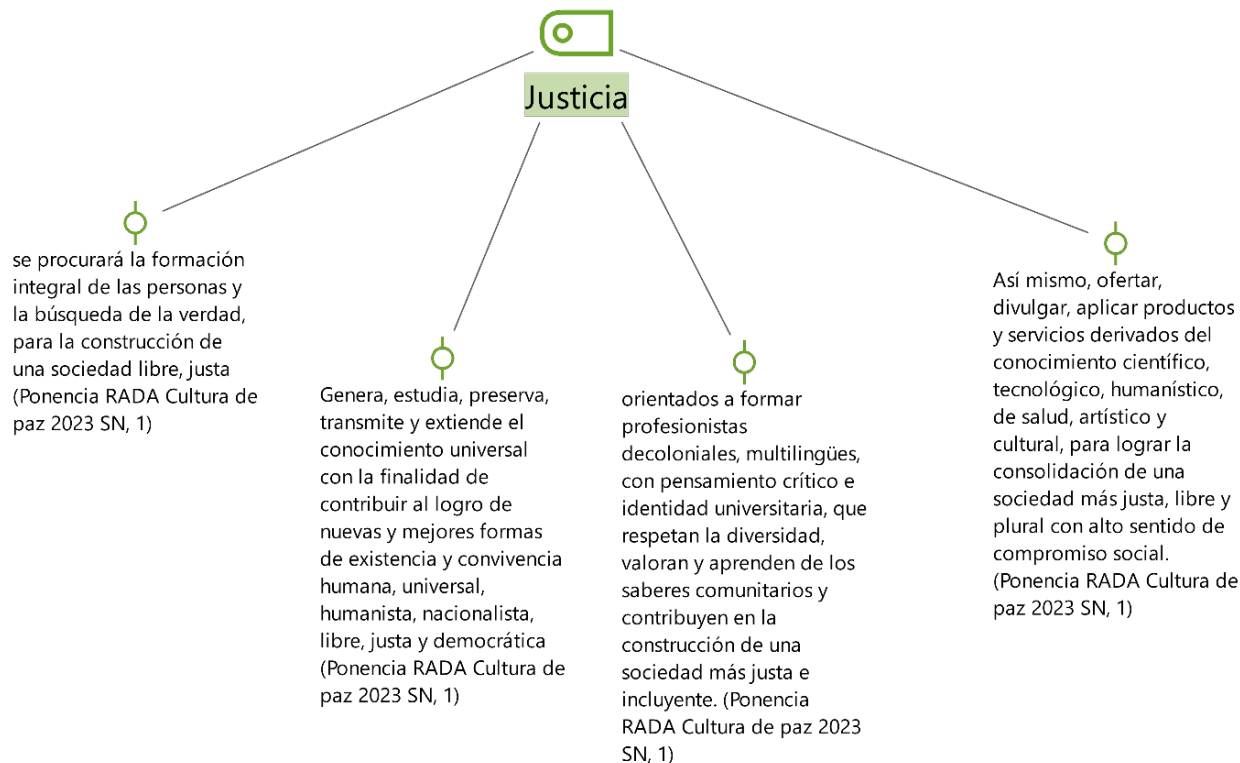 Justicia
se procurará la formación
integral de las personas y
la búsqueda de la verdad,
para la construcción de
una sociedad libre, justa
(Ponencia RADA Cultura de
paz 2023 SN, 1)
Genera, estudia, preserva,
transmite y extiende el
conocimiento universal
con la finalidad de
contribuir al logro de
nuevas y mejores formas
de existencia y convivencia
humana, universal,
humanista, nacionalista,
libre, justa y democrática
(Ponencia RADA Cultura de
paz 2023 SN, 1)
orientados a formar
profesionistas
decoloniales, multilingües,
con pensamiento crítico e
identidad universitaria, que
respetan la diversidad,
valoran y aprenden de los
saberes comunitarios y
contribuyen en la
construcción de una
sociedad más justa e
incluyente. (Ponencia
RADA Cultura de paz 2023
SN, 1)
Así mismo, ofertar,
divulgar, aplicar productos
y servicios derivados del
conocimiento científico,
tecnológico, humanístico,
de salud, artístico y
cultural, para lograr la
consolidación de una
sociedad más justa, libre y
plural con alto sentido de
compromiso social.
(Ponencia RADA Cultura de
paz 2023 SN, 1)